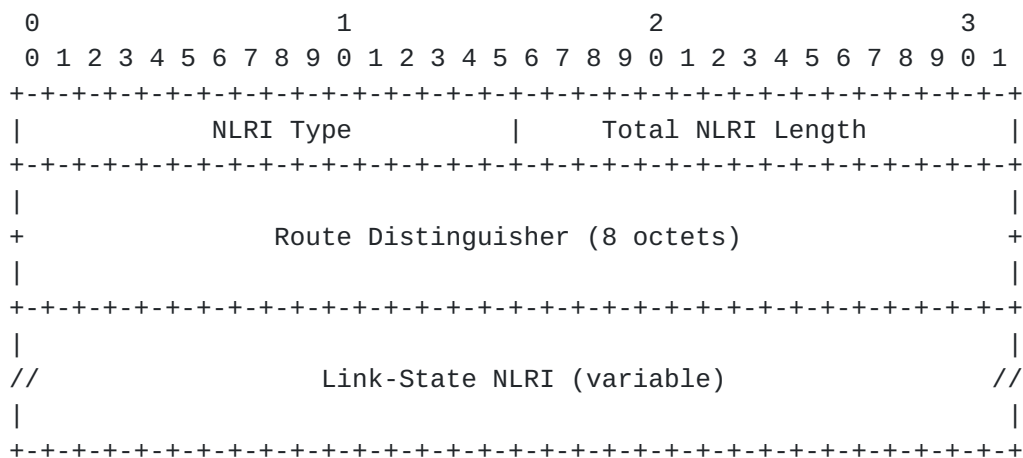 0                   1                   2                   3
 0 1 2 3 4 5 6 7 8 9 0 1 2 3 4 5 6 7 8 9 0 1 2 3 4 5 6 7 8 9 0 1
+-+-+-+-+-+-+-+-+-+-+-+-+-+-+-+-+-+-+-+-+-+-+-+-+-+-+-+-+-+-+-+-+
|            NLRI Type          |     Total NLRI Length         |
+-+-+-+-+-+-+-+-+-+-+-+-+-+-+-+-+-+-+-+-+-+-+-+-+-+-+-+-+-+-+-+-+
|                                                               |
+                Route Distinguisher (8 octets)                 +
|                                                               |
+-+-+-+-+-+-+-+-+-+-+-+-+-+-+-+-+-+-+-+-+-+-+-+-+-+-+-+-+-+-+-+-+
|                                                               |
//                  Link-State NLRI (variable)                 //
|                                                               |
+-+-+-+-+-+-+-+-+-+-+-+-+-+-+-+-+-+-+-+-+-+-+-+-+-+-+-+-+-+-+-+-+